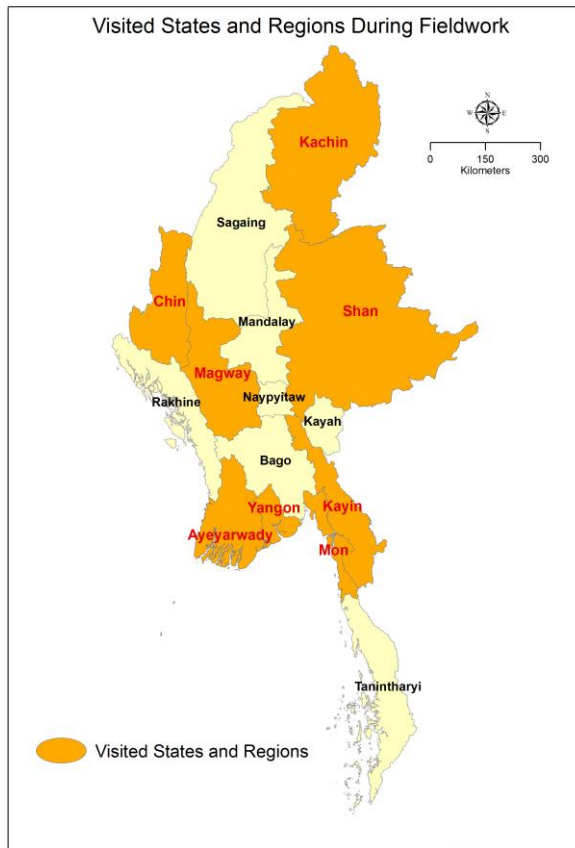 Visited States and Regions During Fieldwork
N
W E
S
Kachin
0 150 300
Kilometers
Sagaing
Chin
Shan
Mandalay
Magway
Rakhine
Naypyitaw
Kayah
Bago
Yangon
Kayin
Ayeyarwady
Mon
Tanintharyi
Visited States and Regions